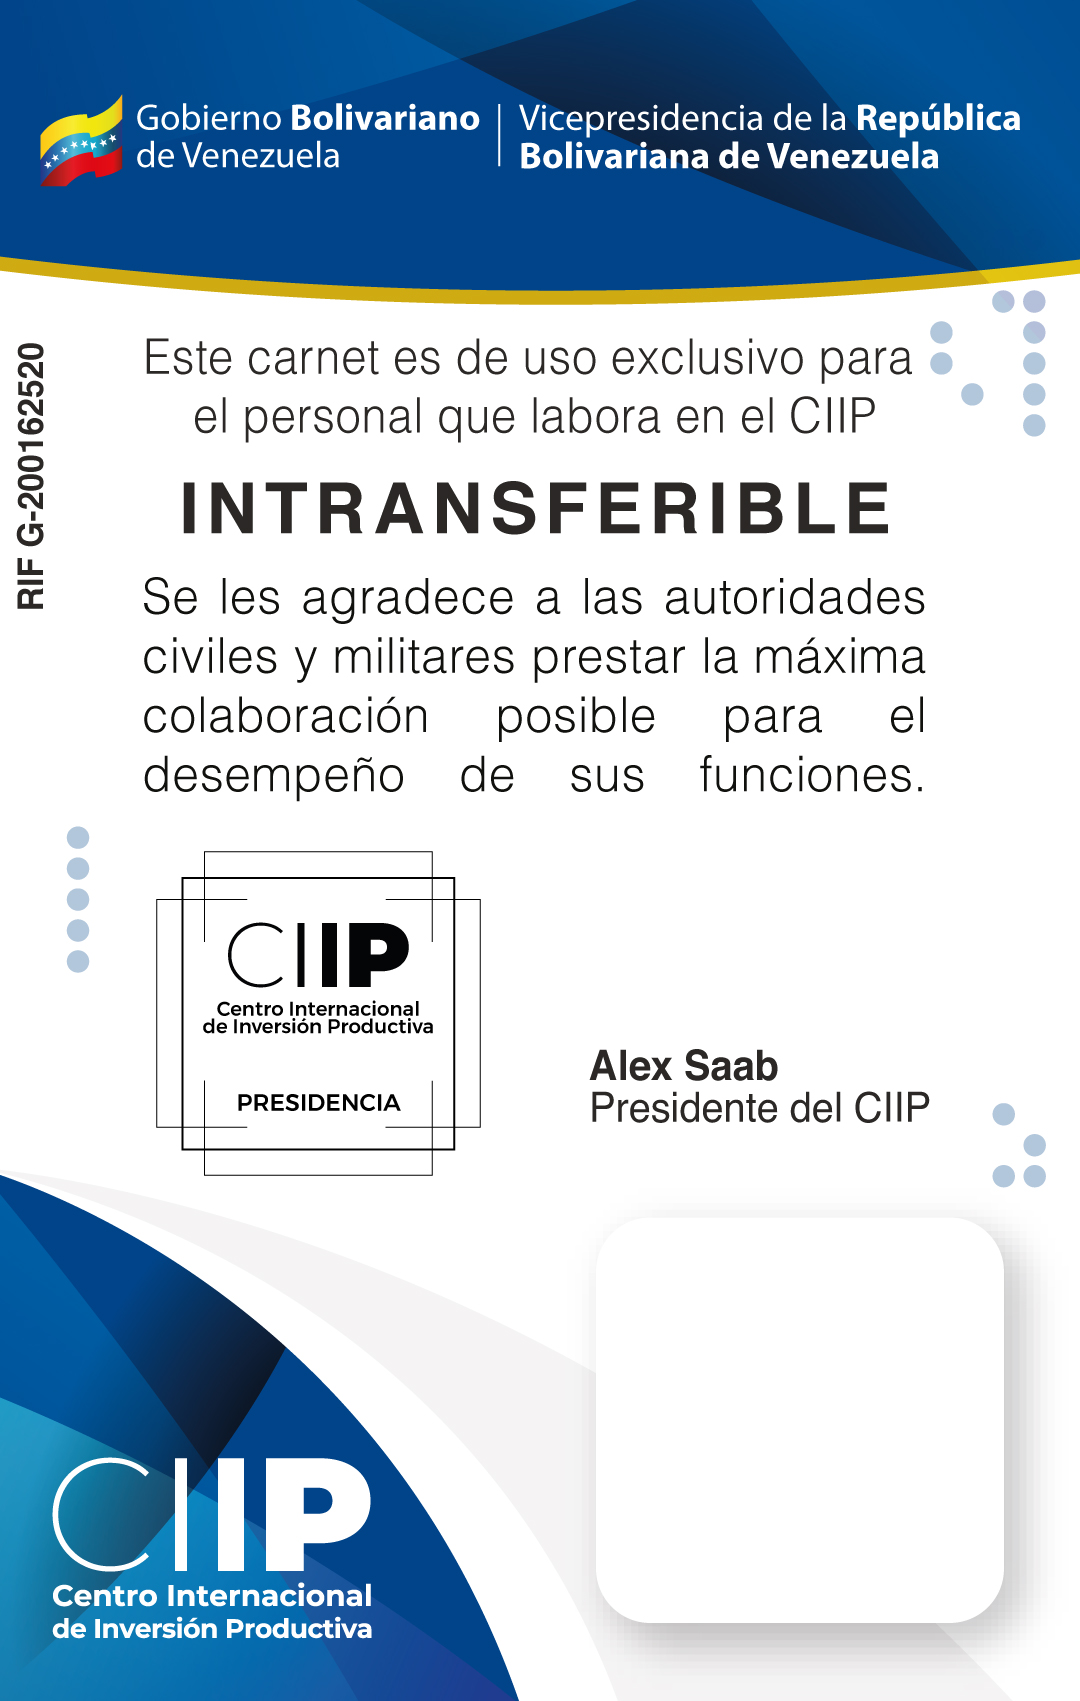 Gobierno Bolivariano
de Venezuela
Vicepresidencia de la República
Bolivariana de Venezuela
RIF G-200162520
Este carnet es de uso exclusivo para
el personal que labora en el CIIP
INTRANSFERIBLE
Se les agradece a las autoridades
civiles y militares prestar la máxima
colaboración posible para el
desempeño de sus funciones.
CIIP
Centro Internacional
de Inversión Productiva
PRESIDENCIA
Alex Saab
Presidente del CIIP
CIIP
Centro Internacional
de Inversión Productiva